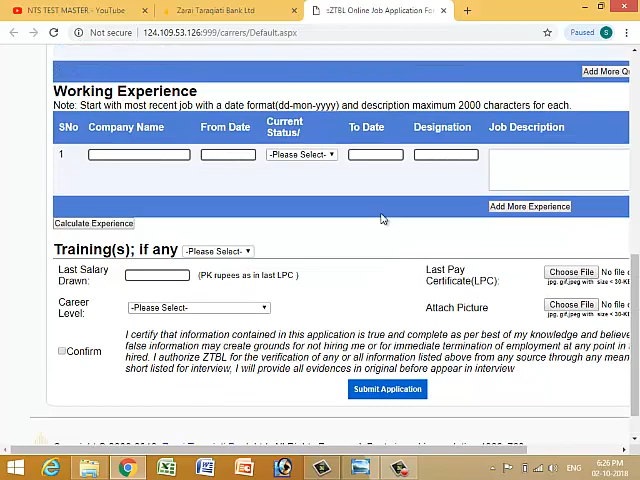 NTS TEST MASTER - YouTube
Zarai Taraqiati Bank Ltd
sZTBL Online Job Application For
Not secure
124.109.53.126:999/carrers/Default.aspx
Paused
S
1
Add More Qu
Working Experience
Note: Start with most recent job with a date format(dd-mon-yyyy) and description maximum 2000 characters for each.
SNo Company Name From Date Current Status/ To Date Designation Job Description
1 -Please Select-
Add More Experience
Calculate Experience
Training(s); if any -Please Select-
Last Salary Drawn: (PK rupees as in last LPC )
Last Pay Certificate(LPC): Choose File No file c
jpg, gif,jpeg with size < 30-KB
Career Level: -Please Select-
Attach Picture Choose File No file c
jpg, gif,jpeg with size < 30-KB
I certify that information contained in this application is true and complete as per best of my knowledge and believe
false information may create grounds for not hiring me or for immediate termination of employment at any point in t
hired. I authorize ZTBL for the verification of any or all information listed above from any source through any mean
short listed for interview, I will provide all evidences in original before appear in interview
Confirm
Submit Application
6:26 PM
02-10-2018